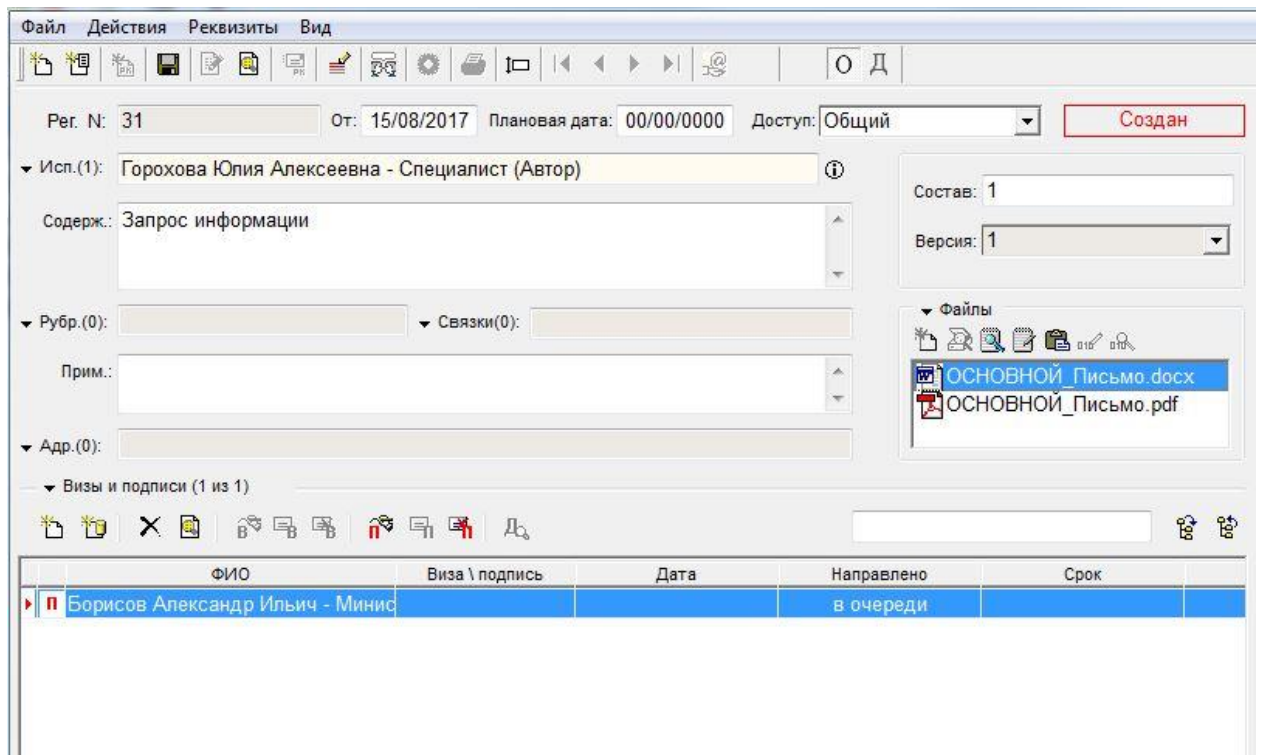 Файл Действия Реквизиты Вид
О Д
Рег. N: 31 От: 15/08/2017 Плановая дата: 00/00/0000 Доступ: Общий Создан
Исп.(1): Горохова Юлия Алексеевна - Специалист (Автор)
Состав: 1
Содерж.: Запрос информации
Версия: 1
Рубр.(0): Связки(0):
Файлы
Прим.:
ОСНОВНОЙ_Письмо.docx
ОСНОВНОЙ_Письмо.pdf
Адр.(0):
Визы и подписи (1 из 1)
ФИО Виза \ подпись Дата Направлено Срок
П Борисов Александр Ильич - Минис в очереди